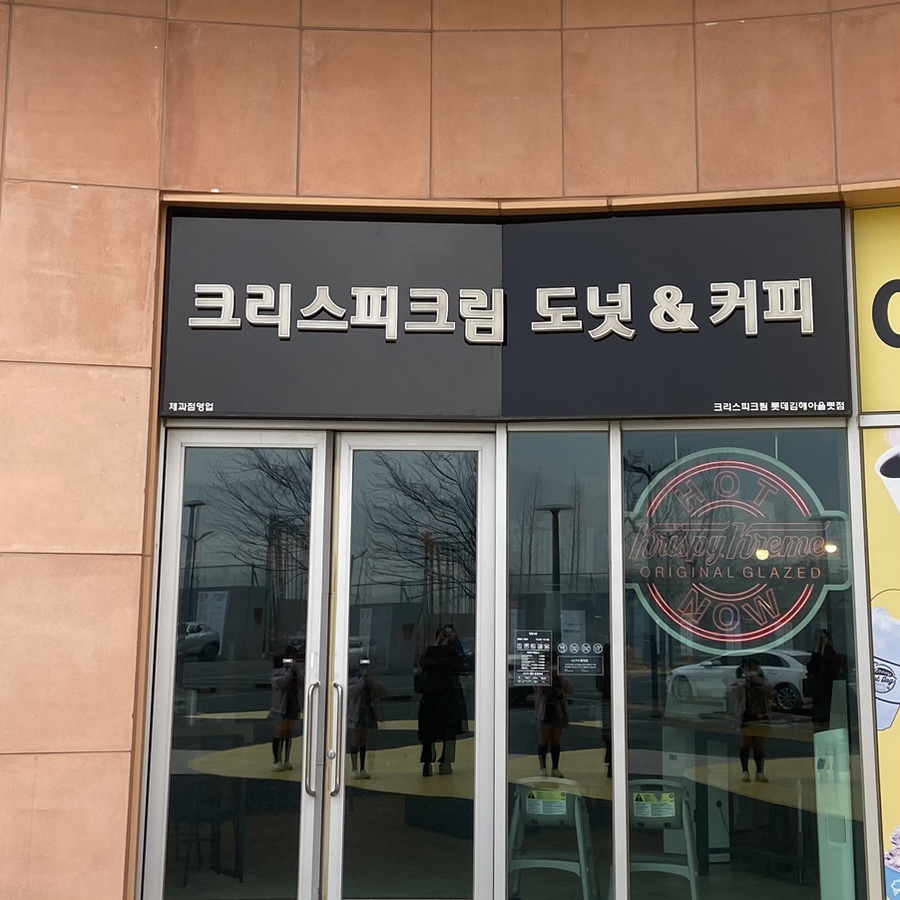 크리스피크림 도넛 & 커피
제과점영업
크리스피크림 롯데김해아울렛점
HOT
Krispy Kreme
ORIGINAL GLAZED
NOW